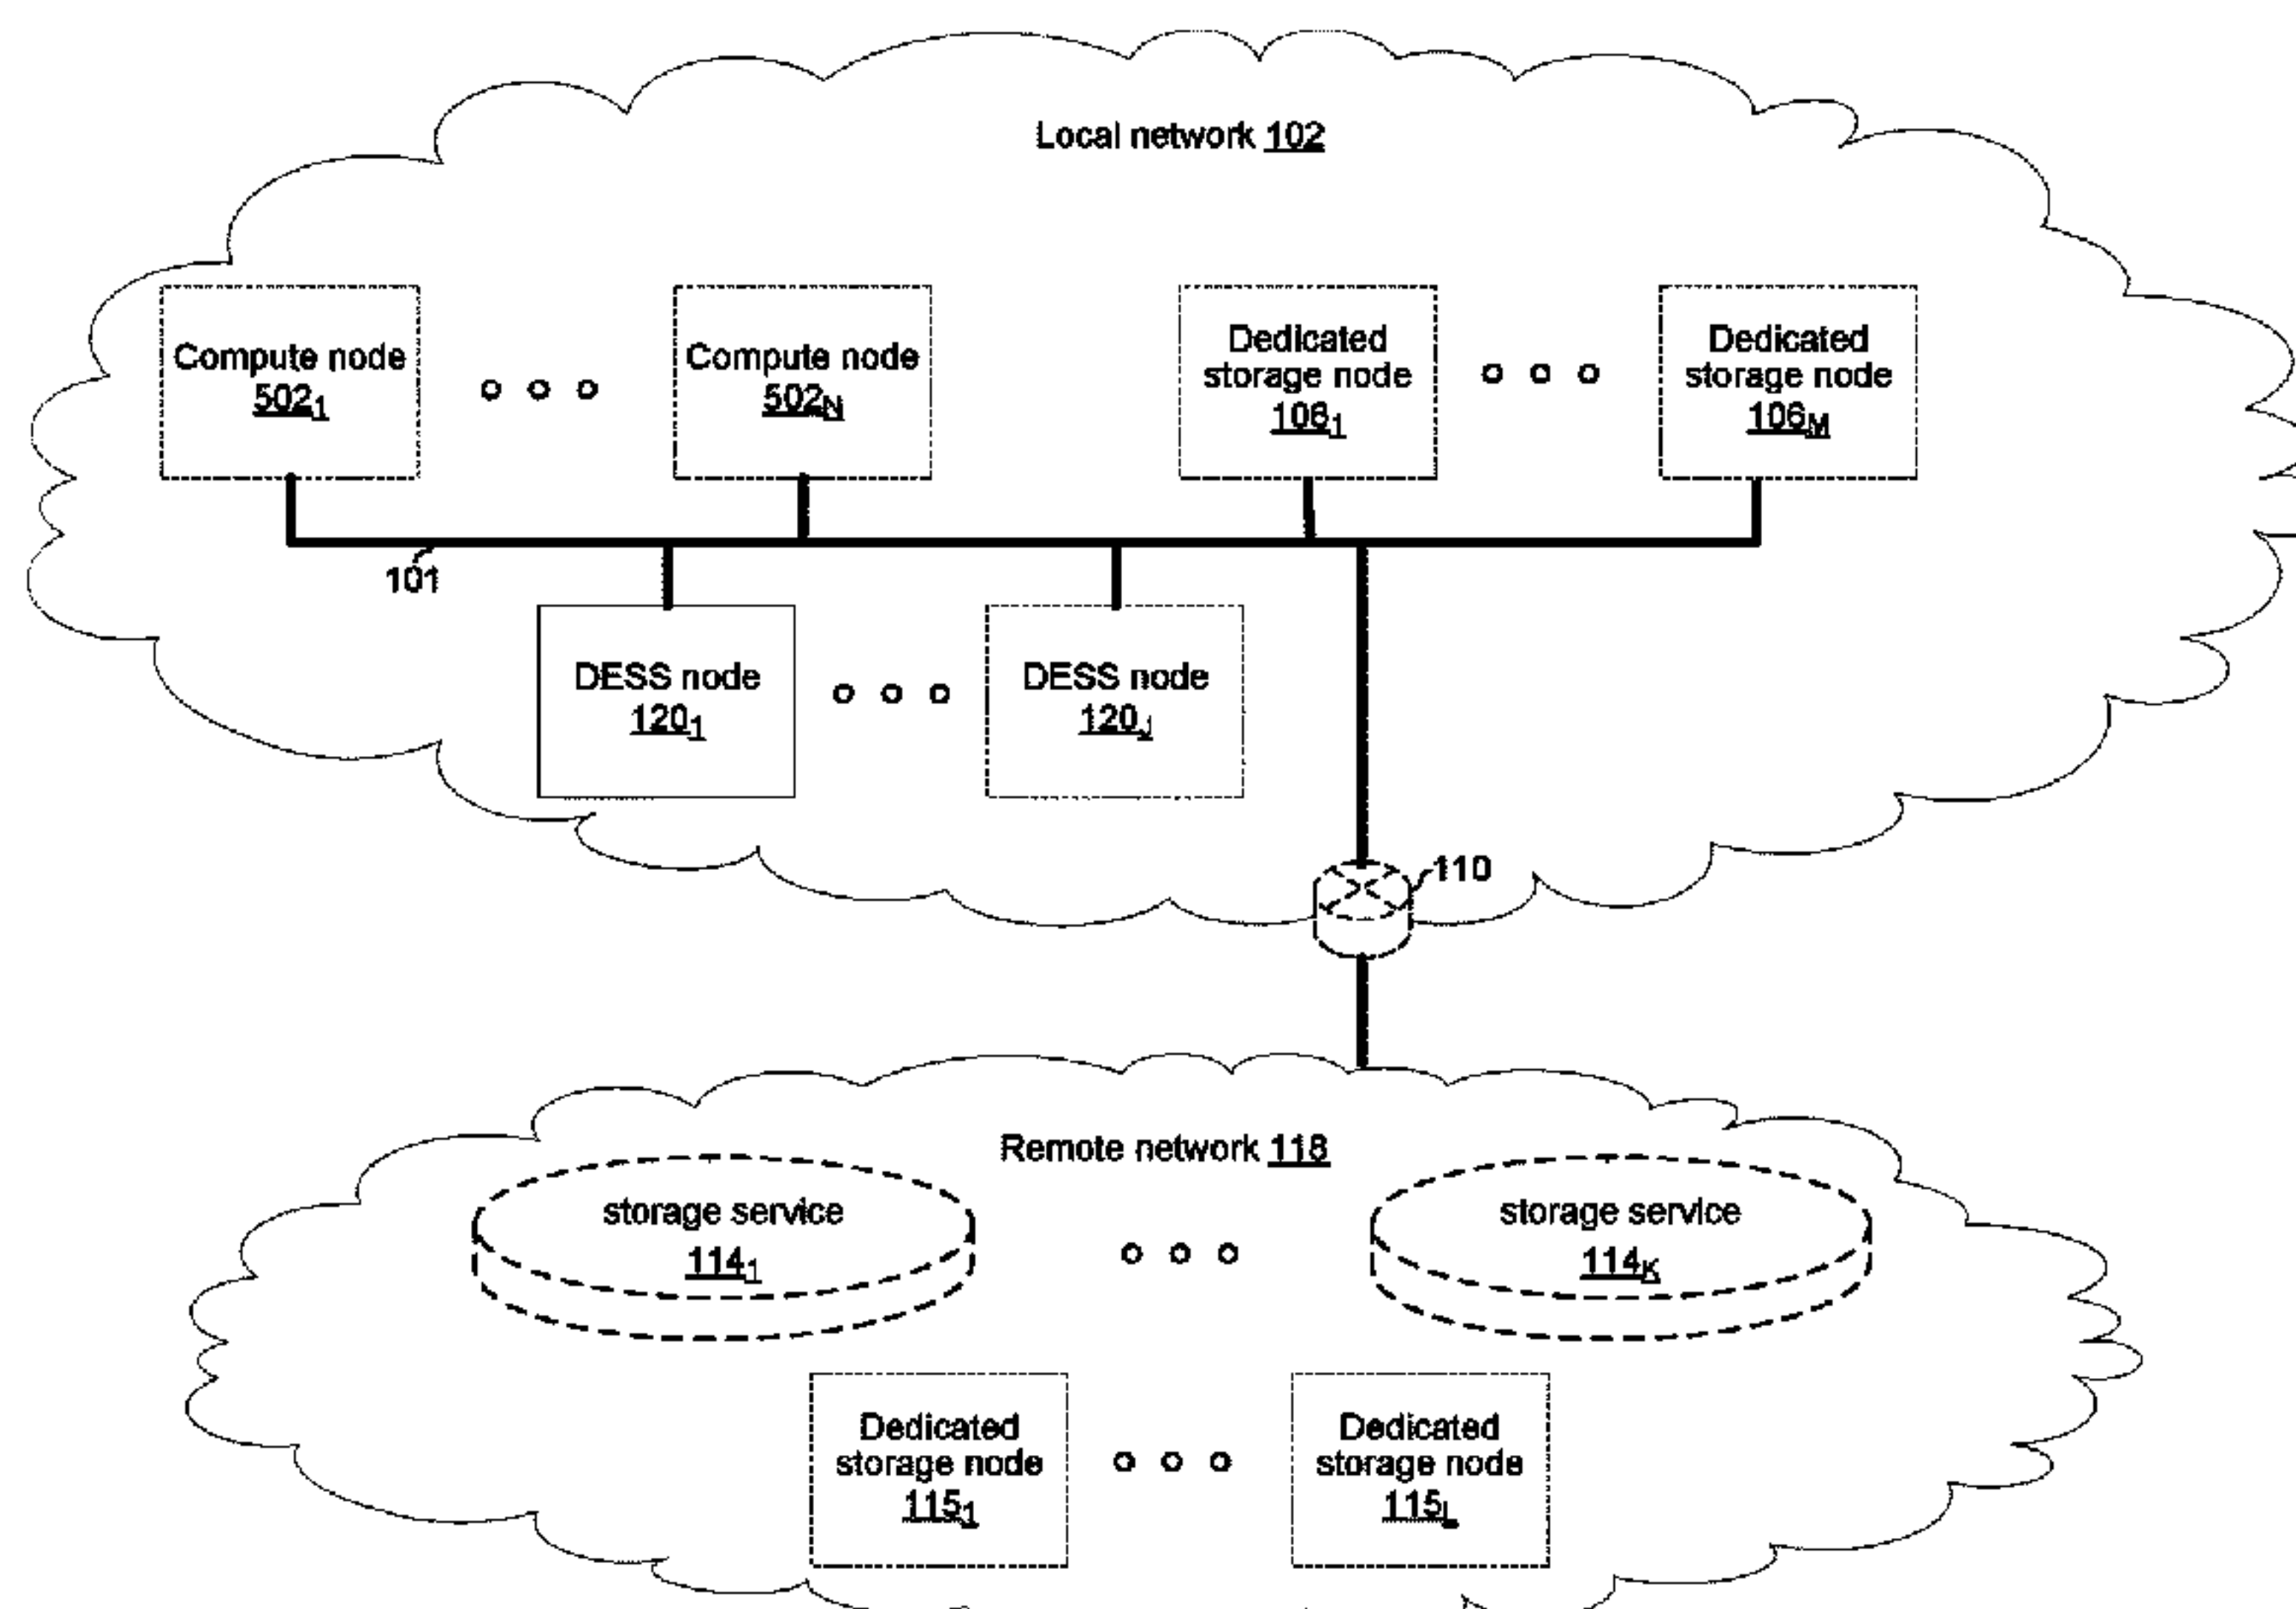 Local network 102
Compute node
502₁
Compute node
502N
Dedicated
storage node
106₁
Dedicated
storage node
106M
101
DESS node
120₁
DESS node
120J
110
Remote network 118
storage service
114₁
storage service
114K
Dedicated
storage node
115₁
Dedicated
storage node
115L